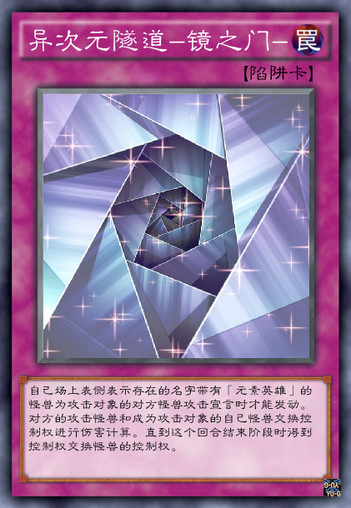 异次元隧道-镜之门-
罠
【陷阱卡】
自己场上表侧表示存在的名字带有「元素英雄」的
怪兽为攻击对象的对方怪兽攻击宣言时才能发动。
对方的攻击怪兽和成为攻击对象的自己怪兽交换控
制权进行伤害计算。直到这个回合结束阶段时得到
控制权交换怪兽的控制权。
YU-G